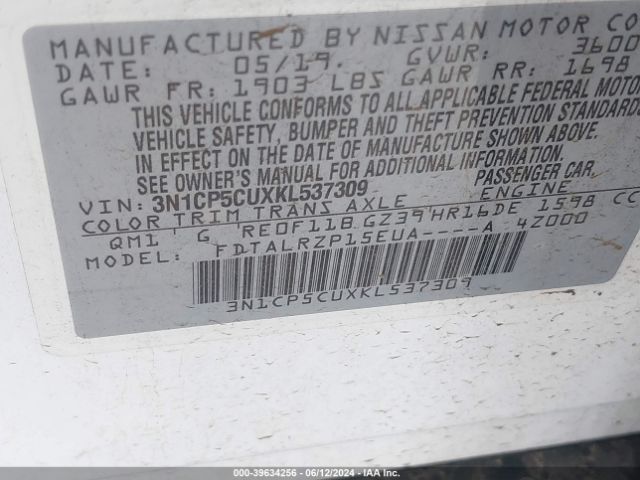 MANUFACTURED BY NISSAN MOTOR CO
DATE: 05/19. GVWR: 3600
GAWR FR: 1903 LBS GAWR RR: 1698
THIS VEHICLE CONFORMS TO ALL APPLICABLE FEDERAL MOTOR
VEHICLE SAFETY, BUMPER AND THEFT PREVENTION STANDARDS
IN EFFECT ON THE DATE OF MANUFACTURE SHOWN ABOVE.
SEE OWNER'S MANUAL FOR ADDITIONAL INFORMATION.
VIN: 3N1CP5CUXKL537309 PASSENGER CAR.
COLOR TRIM TRANS AXLE ENGINE
QM1 G RE0F11B GZ39 HR16DE 1598 CC
MODEL: FDTALRZP15EUA----A 4Z000
3N1CP5CUXKL537309
000-39634256 - 06/12/2024 - IAA Inc.